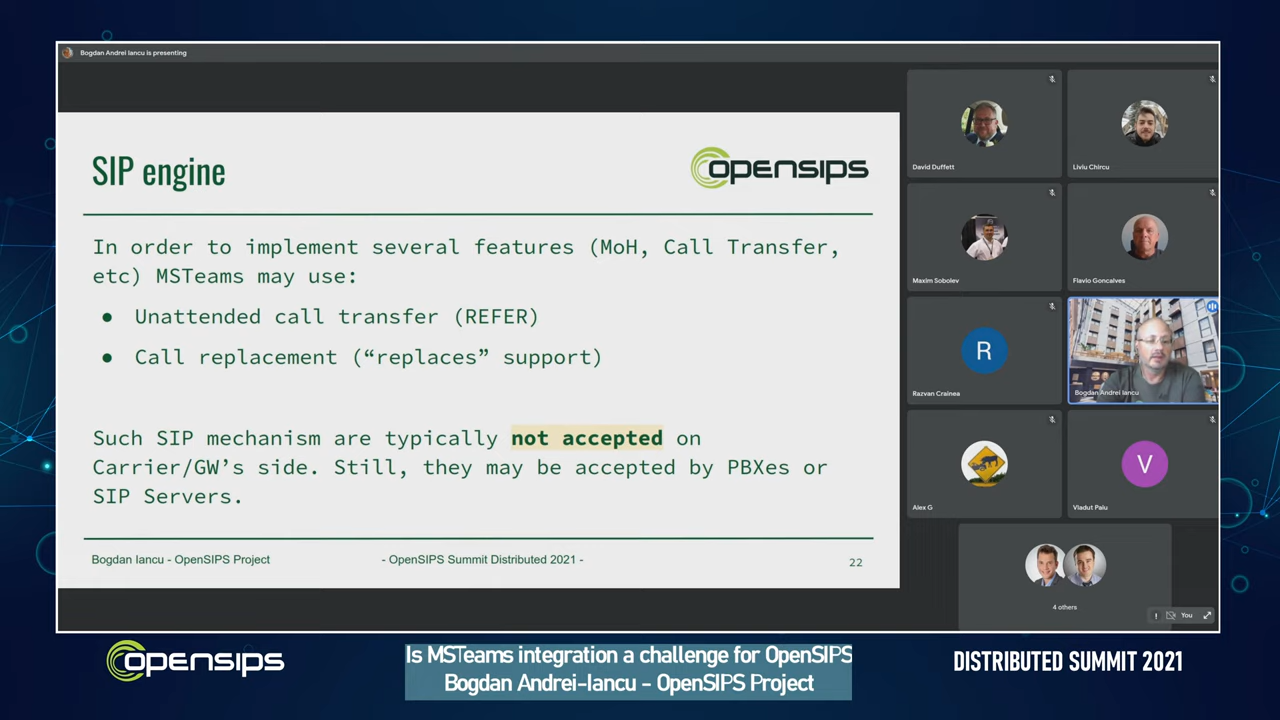 Bogdan Andrei Iancu is presenting
SIP engine
OPENSIPS
In order to implement several features (MoH, Call Transfer,
etc) MSTeams may use:
● Unattended call transfer (REFER)
● Call replacement (“replaces” support)
Such SIP mechanism are typically not accepted on
Carrier/GW’s side. Still, they may be accepted by PBXes or
SIP Servers.
Bogdan Iancu - OpenSIPS Project
- OpenSIPS Summit Distributed 2021 -
22
David Duffett
Liviu Chircu
Maxim Sobolev
Flavio Goncalves
R
Razvan Crainea
Bogdan Andrei Iancu
Alex G
V
Vladut Palu
4 others
You
OPENSIPS
Is MSTeams integration a challenge for OpenSIPS
Bogdan Andrei-Iancu - OpenSIPS Project
DISTRIBUTED SUMMIT 2021